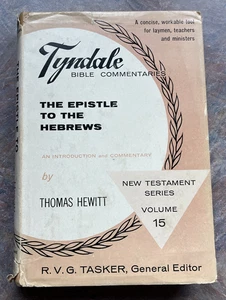 A concise, workable tool
for laymen, teachers
and ministers
Tyndale
BIBLE COMMENTARIES
THE EPISTLE
TO THE
HEBREWS
AN INTRODUCTION AND COMMENTARY
by
THOMAS HEWITT
NEW TESTAMENT
SERIES
VOLUME
15
R. V. G. TASKER, General Editor